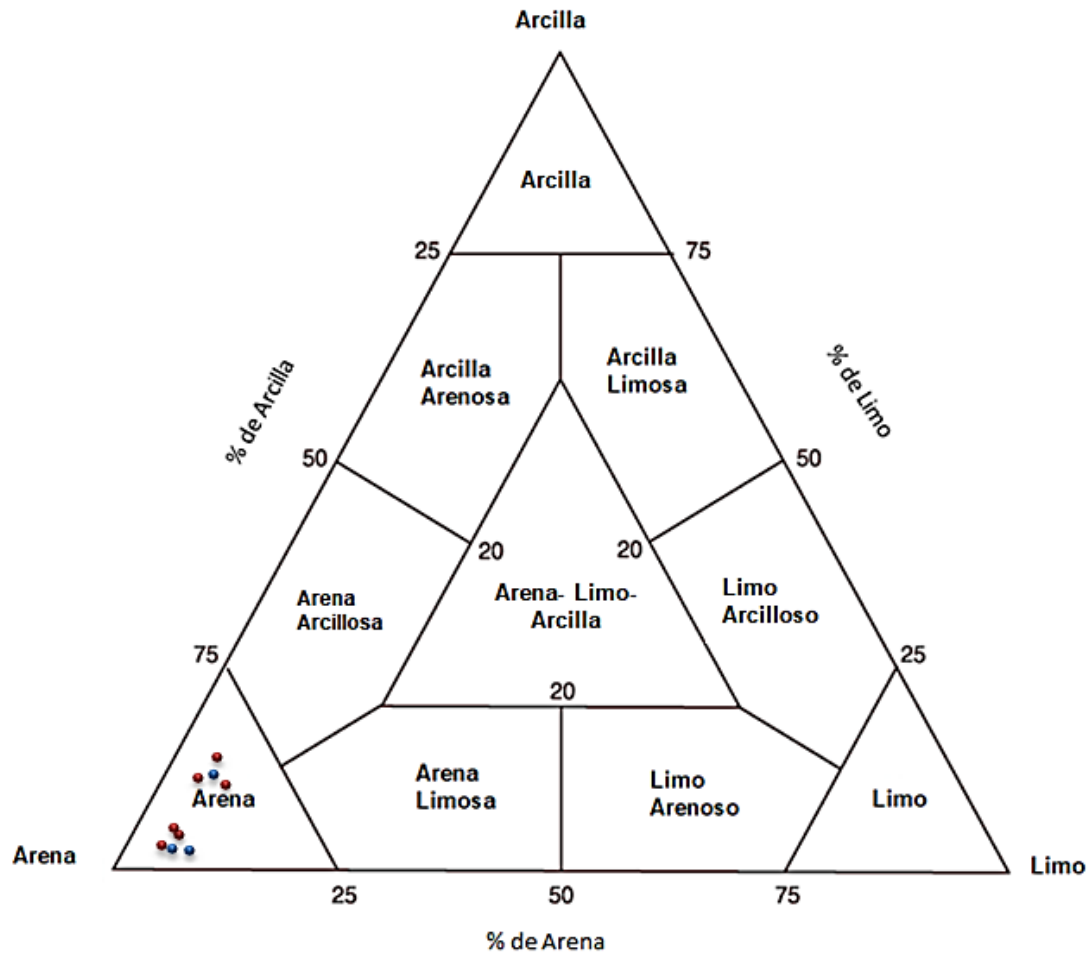 Arcilla
Arcilla
25
75
Arcilla
Arenosa
Arcilla
Limosa
% de Arcilla
% de Limo
50
50
20
20
Arena
Arcillosa
Arena- Limo-
Arcilla
Limo
Arcilloso
75
25
20
Arena
Arena
Limosa
Limo
Arenoso
Limo
Arena
Limo
25
50
75
% de Arena